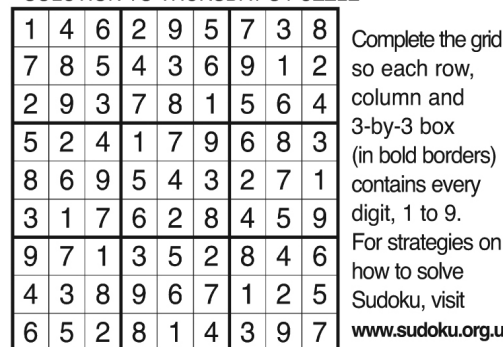 1 4 6 2 9 5 7 3 8
7 8 5 4 3 6 9 1 2
2 9 3 7 8 1 5 6 4
5 2 4 1 7 9 6 8 3
8 6 9 5 4 3 2 7 1
3 1 7 6 2 8 4 5 9
9 7 1 3 5 2 8 4 6
4 3 8 9 6 7 1 2 5
6 5 2 8 1 4 3 9 7
Complete the grid
so each row,
column and
3-by-3 box
(in bold borders)
contains every
digit, 1 to 9.
For strategies on
how to solve
Sudoku, visit
www.sudoku.org.u